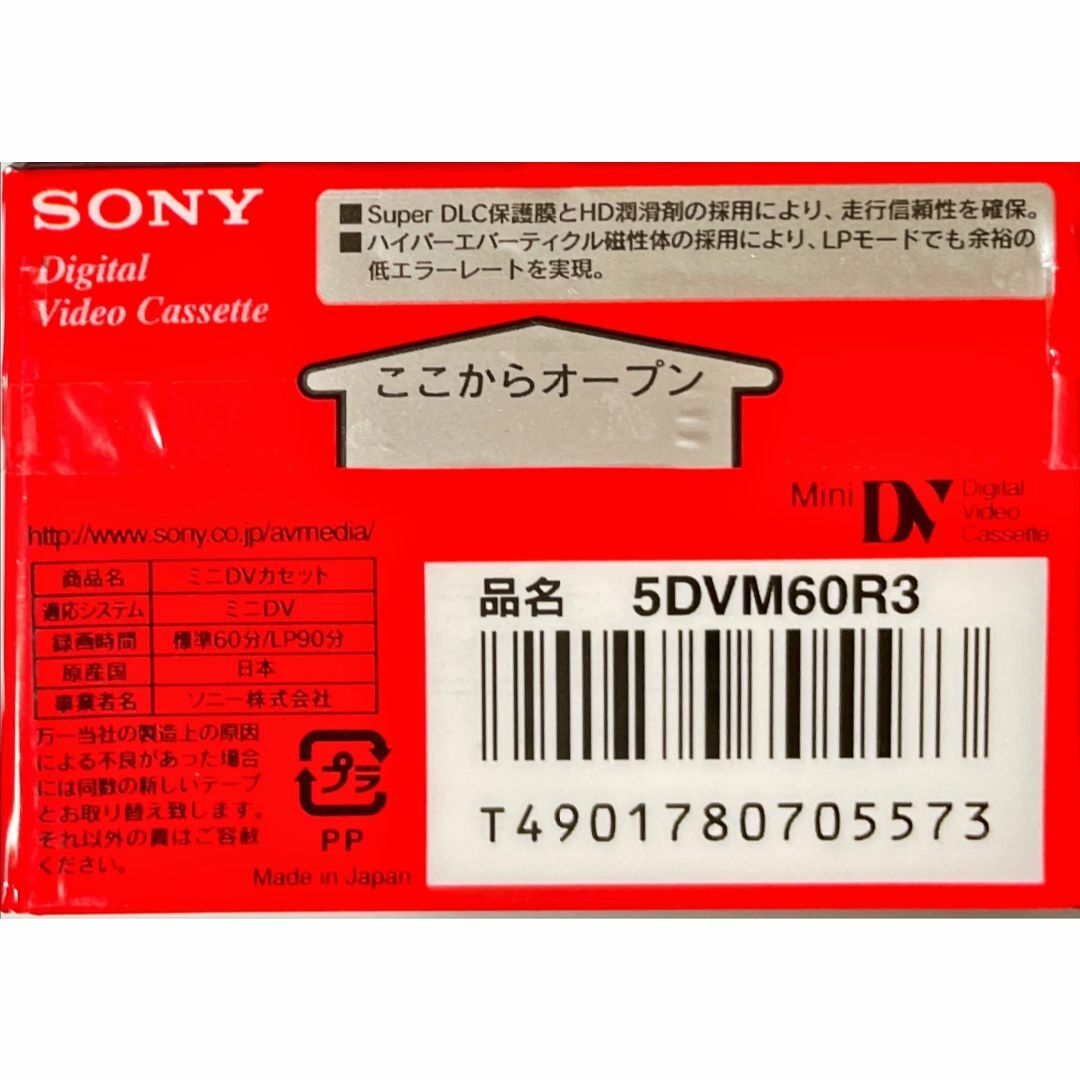 SONY
Digital
Video Cassette
■Super DLC保護膜とHD潤滑剤の採用により、走行信頼性を確保。
■ハイパーエバーティクル磁性体の採用により、LPモードでも余裕の
低エラーレートを実現。
ここからオープン
Mini DV Digital
Video
Cassette
http://www.sony.co.jp/avmedia/
商品名 ミニDVカセット
適応システム ミニDV
録画時間 標準60分/LP90分
原産国 日本
事業者名 ソニー株式会社
万一当社の製造上の原因
による不良があった場合
には同数の新しいテープ
とお取り替え致します。
それ以外の責はご容赦
ください。
プラ
PP
Made in Japan
品名 5DVM60R3
T4901780705573